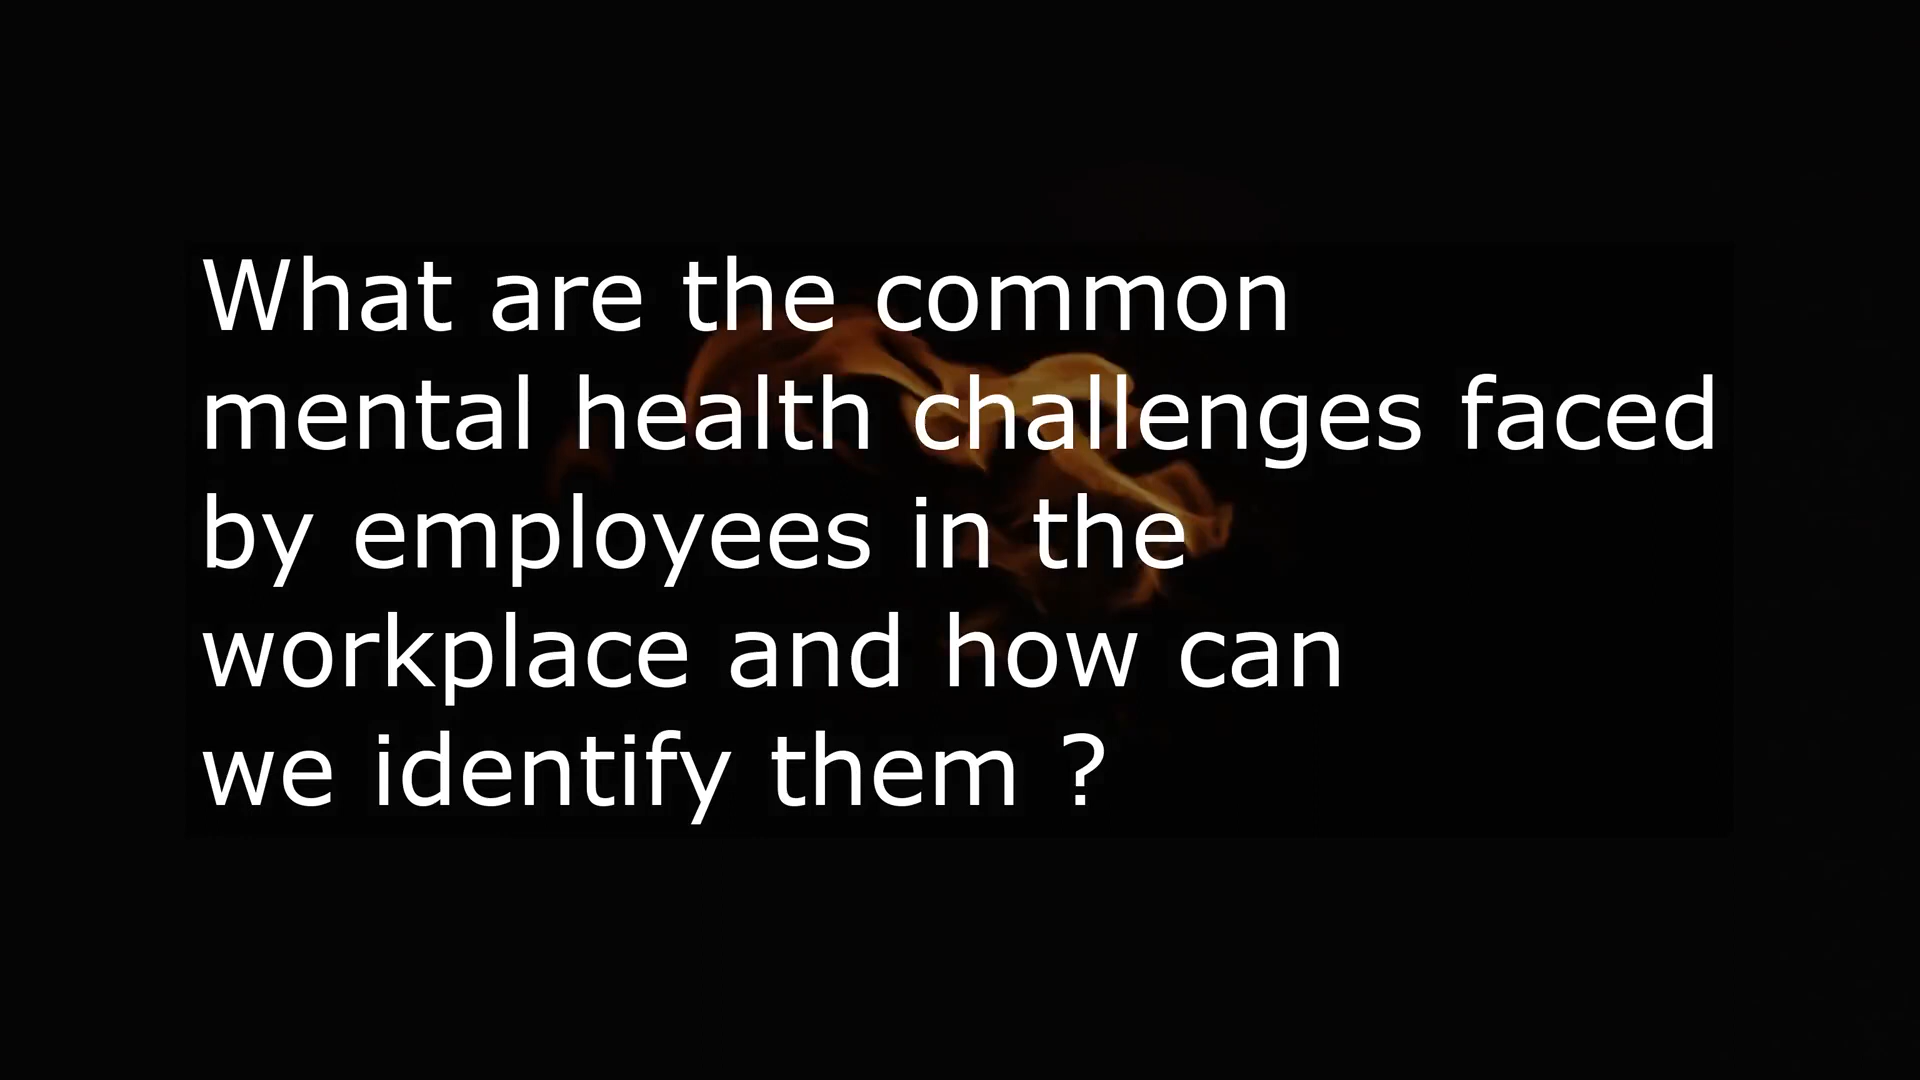 What are the common
mental health challenges faced
by employees in the
workplace and how can
we identify them ?